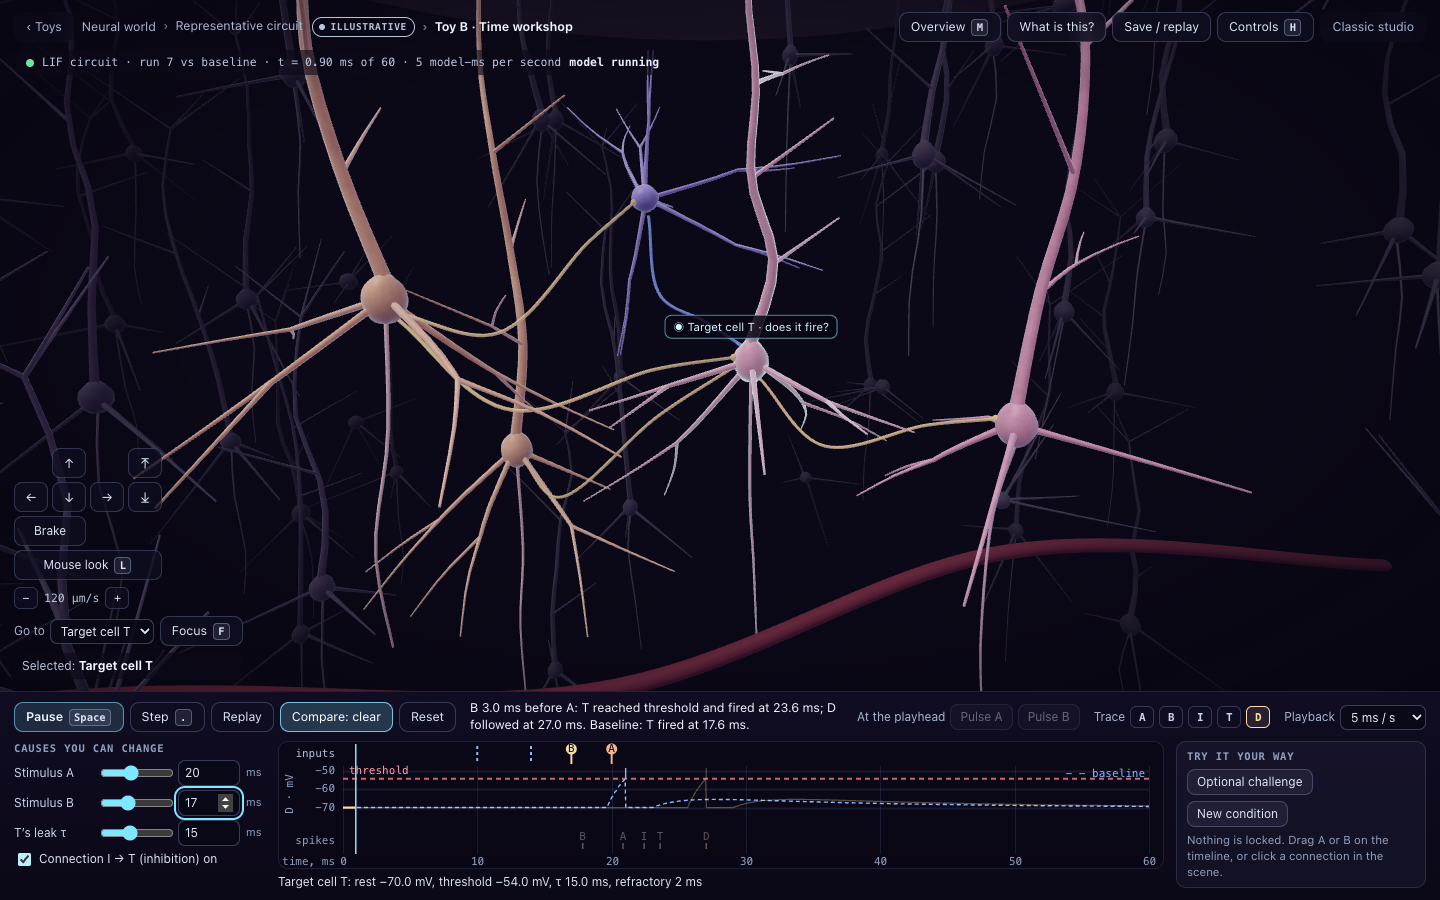 ‹ Toys Neural world › Representative circuit ILLUSTRATIVE › Toy B · Time workshop Overview M What is this? Save / replay Controls H Classic studio
LIF circuit · run 7 vs baseline · t = 0.90 ms of 60 · 5 model-ms per second model running
Target cell T · does it fire?
↑ ⤒
← ↓ → ⤓
Brake
Mouse look L
− 120 μm/s +
Go to Target cell T Focus F
Selected: Target cell T
Pause Space Step . Replay Compare: clear Reset
B 3.0 ms before A: T reached threshold and fired at 23.6 ms; D
followed at 27.0 ms. Baseline: T fired at 17.6 ms.
At the playhead Pulse A Pulse B Trace A B I T D Playback 5 ms / s
CAUSES YOU CAN CHANGE
Stimulus A 20 ms
Stimulus B 17 ms
T's leak τ 15 ms
Connection I → T (inhibition) on
inputs B A
D · mV
−50 threshold − − baseline
−60
−70
spikes B A I T D
time, ms 0 10 20 30 40 50 60
Target cell T: rest −70.0 mV, threshold −54.0 mV, τ 15.0 ms, refractory 2 ms
TRY IT YOUR WAY
Optional challenge
New condition
Nothing is locked. Drag A or B on the
timeline, or click a connection in the
scene.